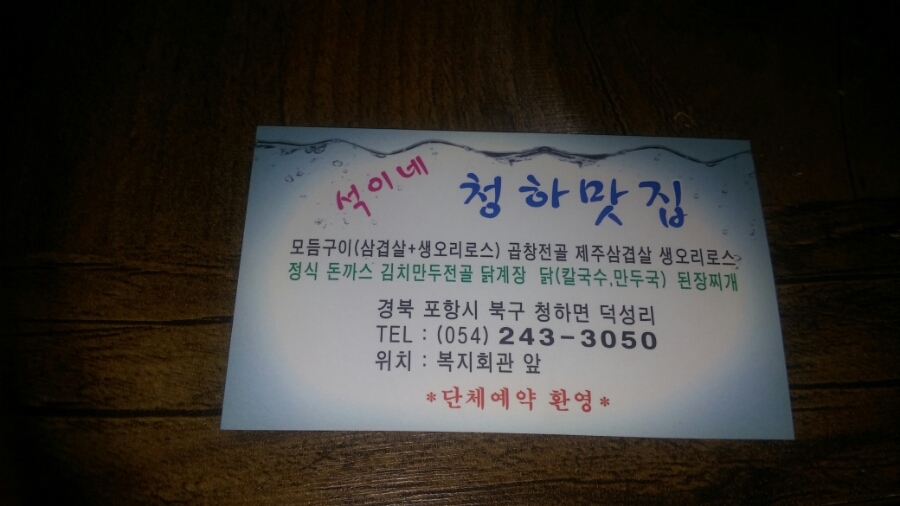 석이네 청하맛집
모듬구이(삼겹살+생오리로스) 곱창전골 제주삼겹살 생오리로스
정식 돈까스 김치만두전골 닭계장 닭(칼국수,만두국) 된장찌개
경북 포항시 북구 청하면 덕성리
TEL : (054) 243-3050
위치 : 복지회관 앞
*단체예약 환영*